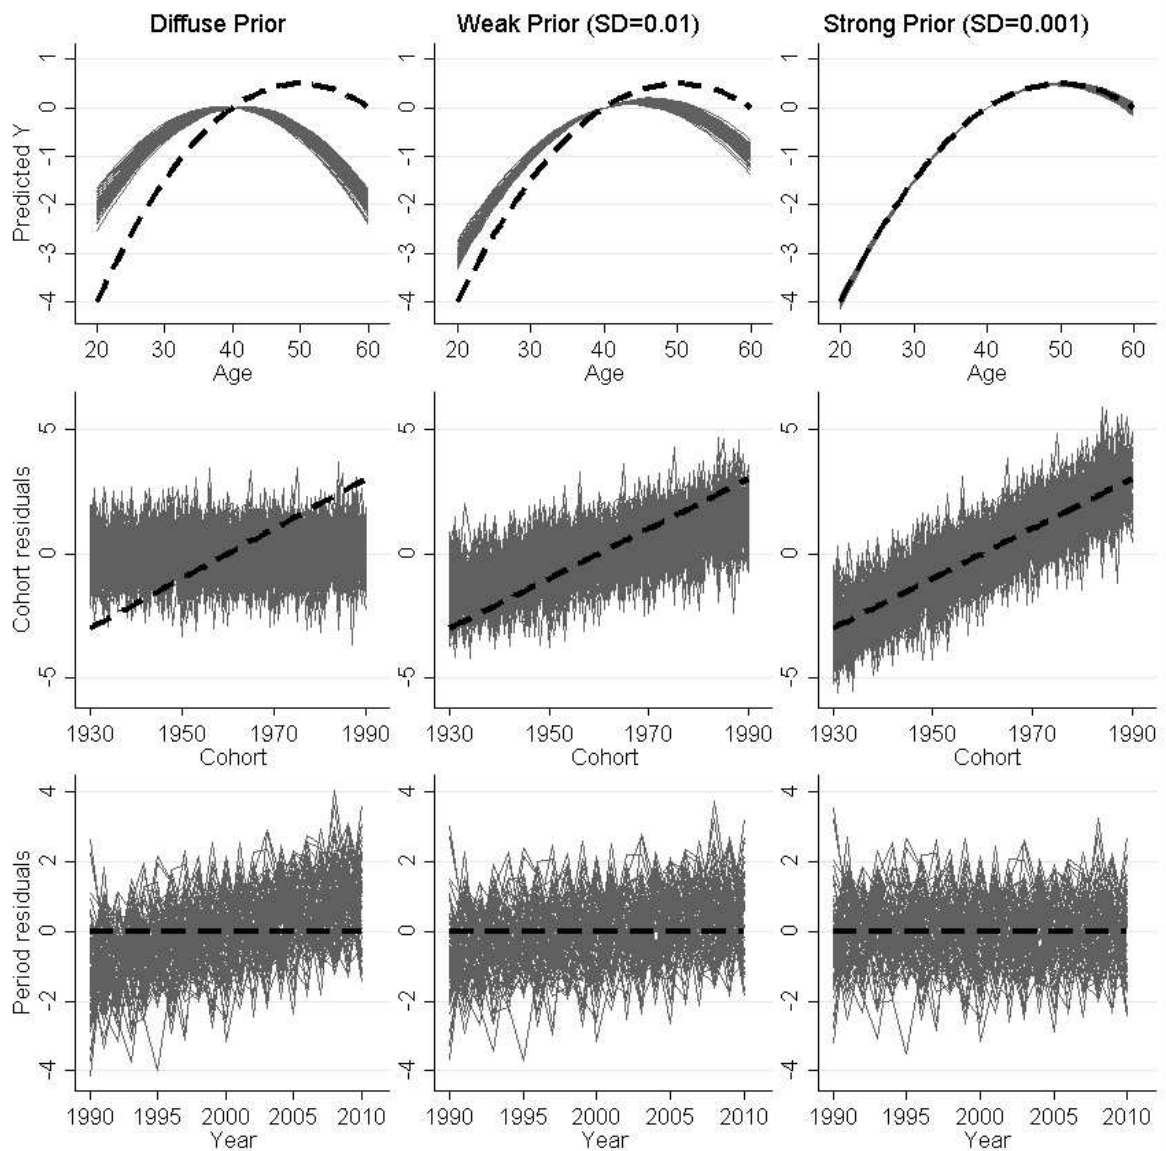 Diffuse Prior
Weak Prior (SD=0.01)
Strong Prior (SD=0.001)
Predicted Y
1
0
-1
-2
-3
-4
20 30 40 50 60
Age
1
0
-1
-2
-3
-4
20 30 40 50 60
Age
1
0
-1
-2
-3
-4
20 30 40 50 60
Age
Cohort residuals
5
0
-5
1930 1950 1970 1990
Cohort
5
0
-5
1930 1950 1970 1990
Cohort
5
0
-5
1930 1950 1970 1990
Cohort
Period residuals
4
2
0
-2
-4
1990 1995 2000 2005 2010
Year
4
2
0
-2
-4
1990 1995 2000 2005 2010
Year
4
2
0
-2
-4
1990 1995 2000 2005 2010
Year